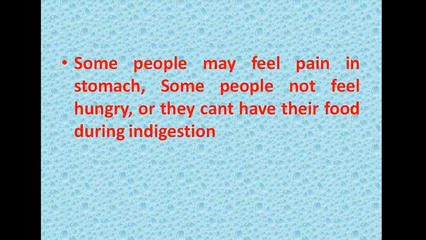 • Some people may feel pain in
stomach, Some people not feel
hungry, or they cant have their food
during indigestion